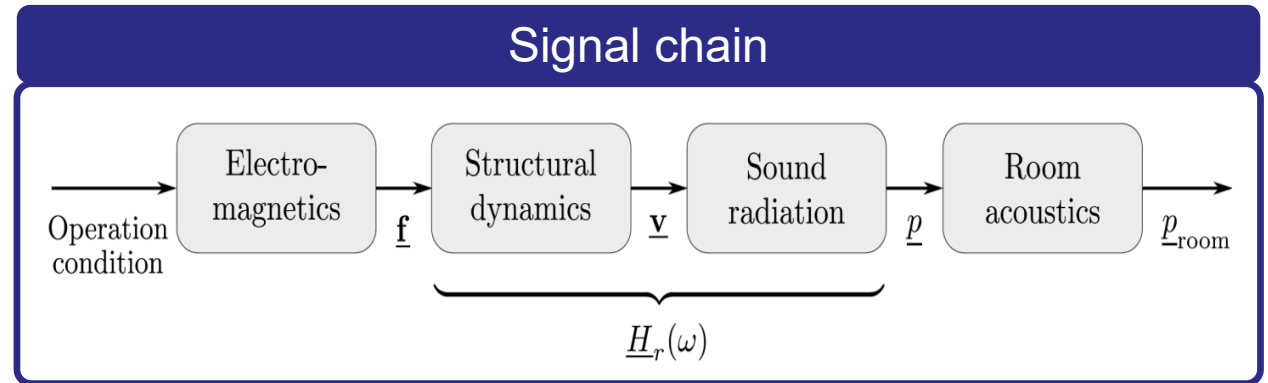 Signal chain
Electro-
magnetics
Structural
dynamics
Sound
radiation
Room
acoustics
Operation
condition
f
v
p
p_room
H_r(ω)